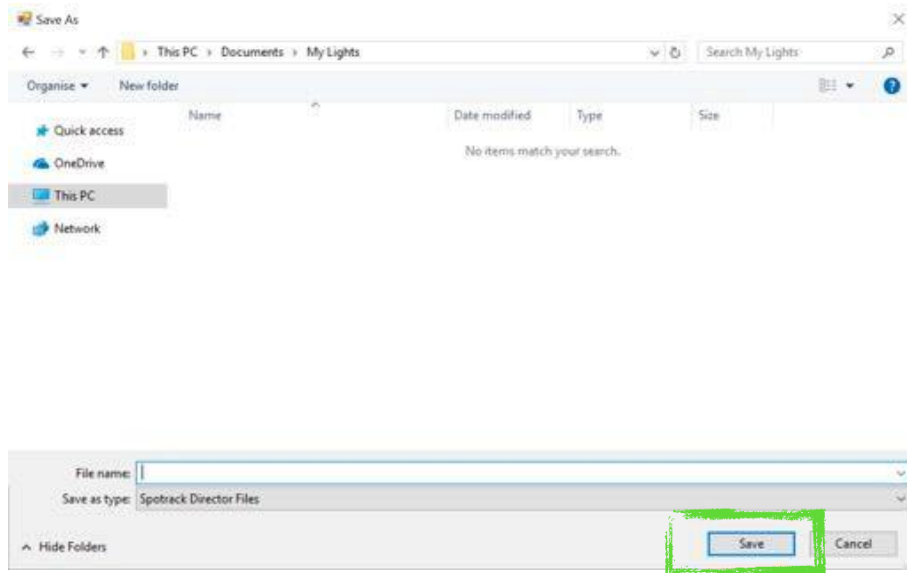 Save As
This PC › Documents › My Lights
Search My Lights
Organise
New folder
Name
Date modified
Type
Size
Quick access
No items match your search.
OneDrive
This PC
Network
File name:
Save as type: Spotrack Director Files
Hide Folders
Save
Cancel